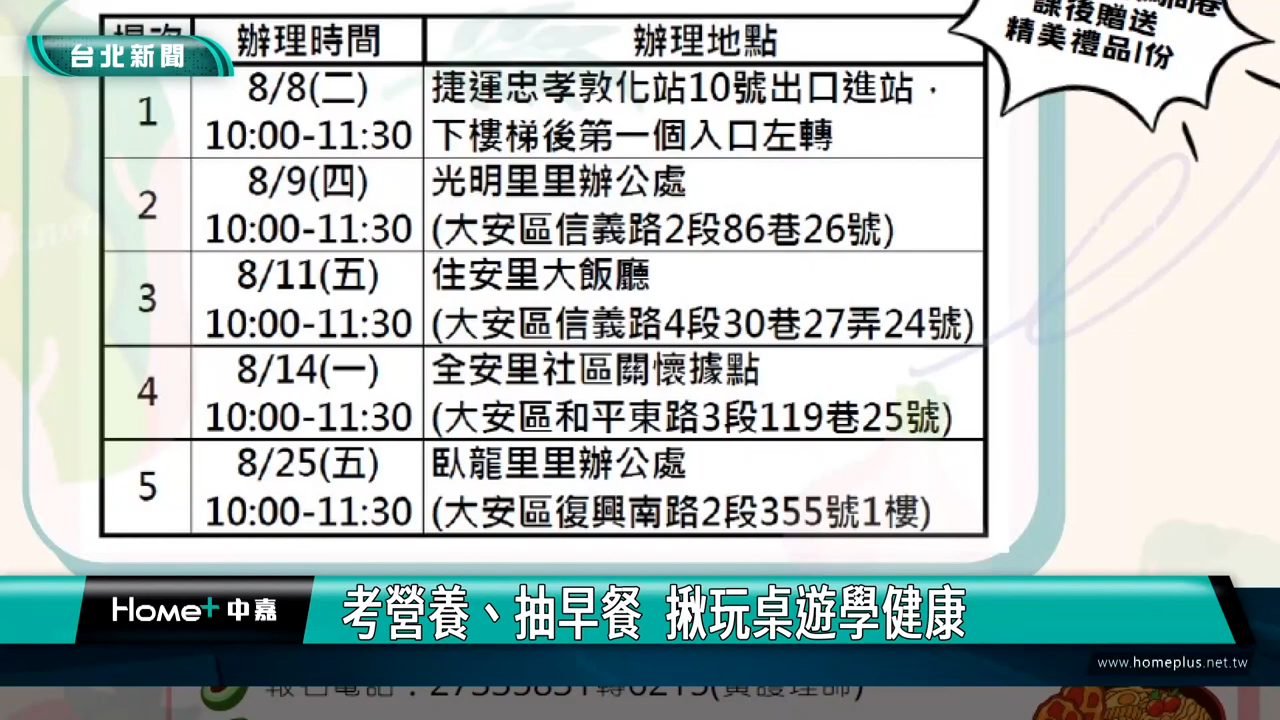 台北新聞
辦理時間 辦理地點
課後贈送
精美禮品1份
1 8/8(二) 捷運忠孝敦化站10號出口進站，
10:00-11:30 下樓梯後第一個入口左轉
2 8/9(四) 光明里里辦公處
10:00-11:30 (大安區信義路2段86巷26號)
3 8/11(五) 住安里大飯廳
10:00-11:30 (大安區信義路4段30巷27弄24號)
4 8/14(一) 全安里社區關懷據點
10:00-11:30 (大安區和平東路3段119巷25號)
5 8/25(五) 臥龍里里辦公處
10:00-11:30 (大安區復興南路2段355號1樓)
Home+中嘉 考營養、抽早餐 揪玩桌遊學健康
www.homeplus.net.tw